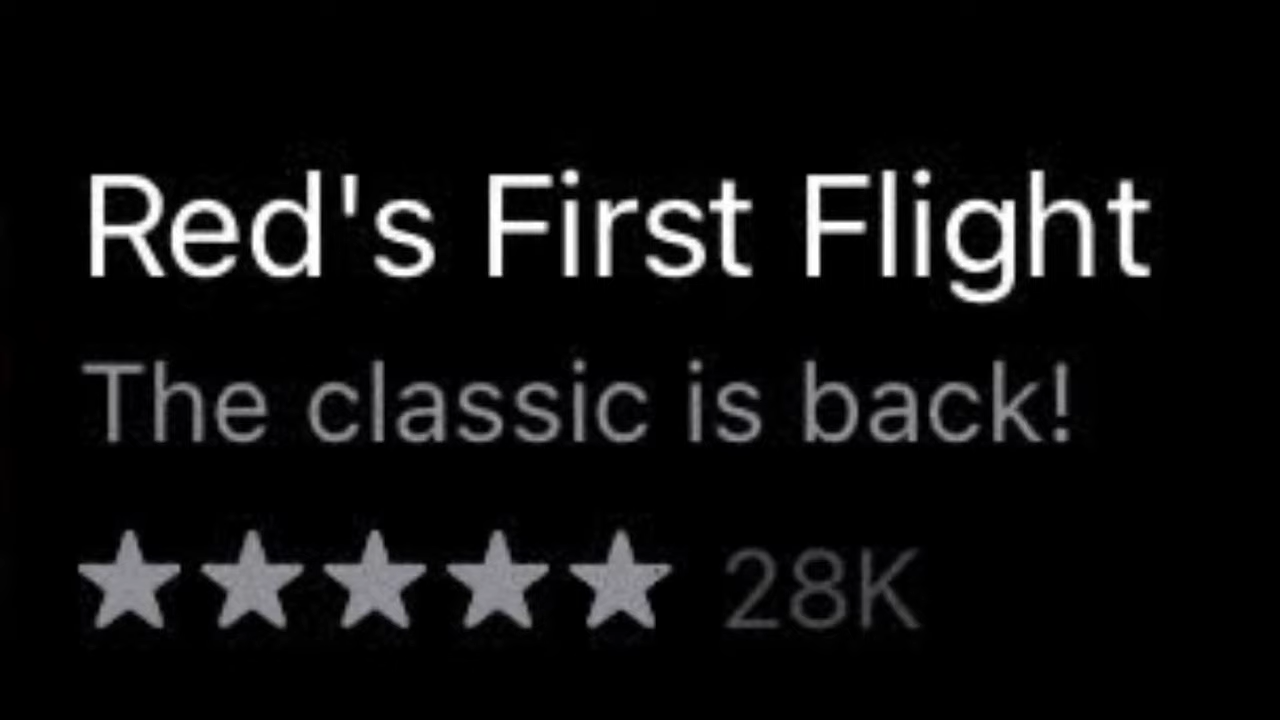 Red's First Flight
The classic is back!
★★★★★ 28K